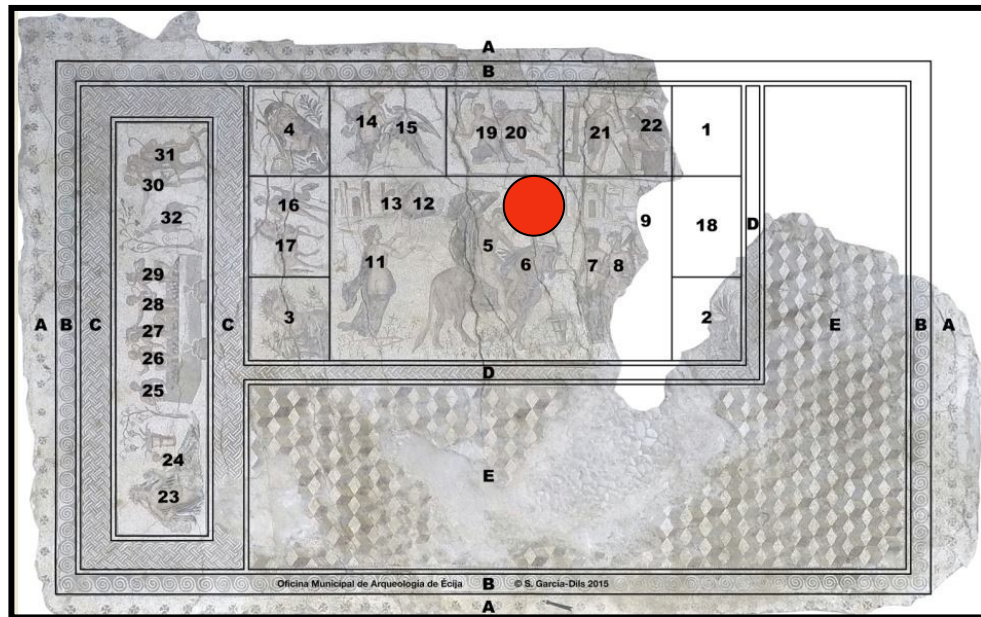 A
B
4
14
15
19
20
21
22
1
31
30
32
16
13
12
9
18
D
17
11
5
6
7
8
29
28
27
26
25
3
2
A
B
C
C
E
B
A
D
24
23
E
Oficina Municipal de Arqueología de Écija
B
© S. García-Dils 2015
A